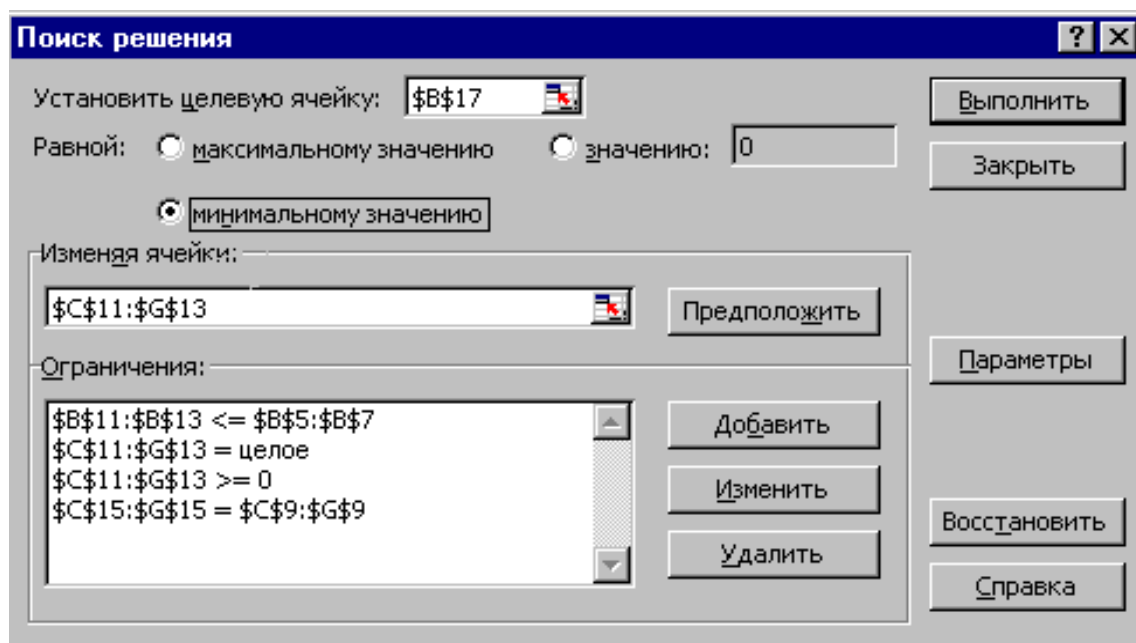 Поиск решения
Установить целевую ячейку: $B$17
Выполнить
Равной: максимальному значению значению: 0
Закрыть
минимальному значению
Изменяя ячейки:
$C$11:$G$13
Предположить
Параметры
Ограничения:
$B$11:$B$13 <= $B$5:$B$7
$C$11:$G$13 = целое
$C$11:$G$13 >= 0
$C$15:$G$15 = $C$9:$G$9
Добавить
Изменить
Удалить
Восстановить
Справка